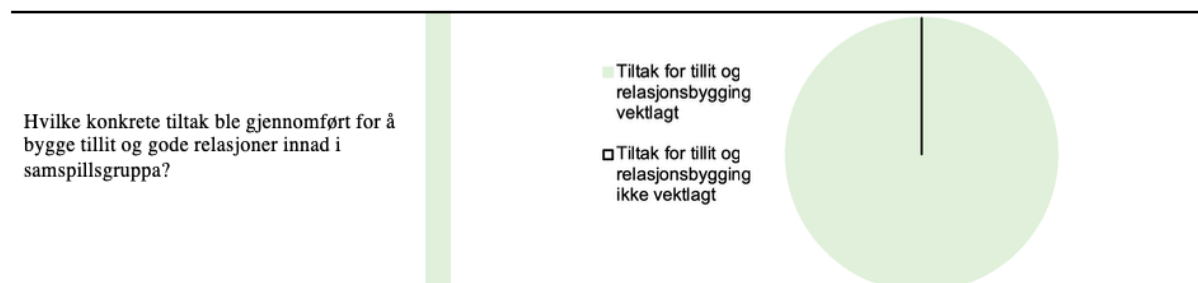 Hvilke konkrete tiltak ble gjennomført for å
bygge tillit og gode relasjoner innad i
samspillsgruppa?
Tiltak for tillit og
relasjonsbygging
vektlagt
Tiltak for tillit og
relasjonsbygging
ikke vektlagt